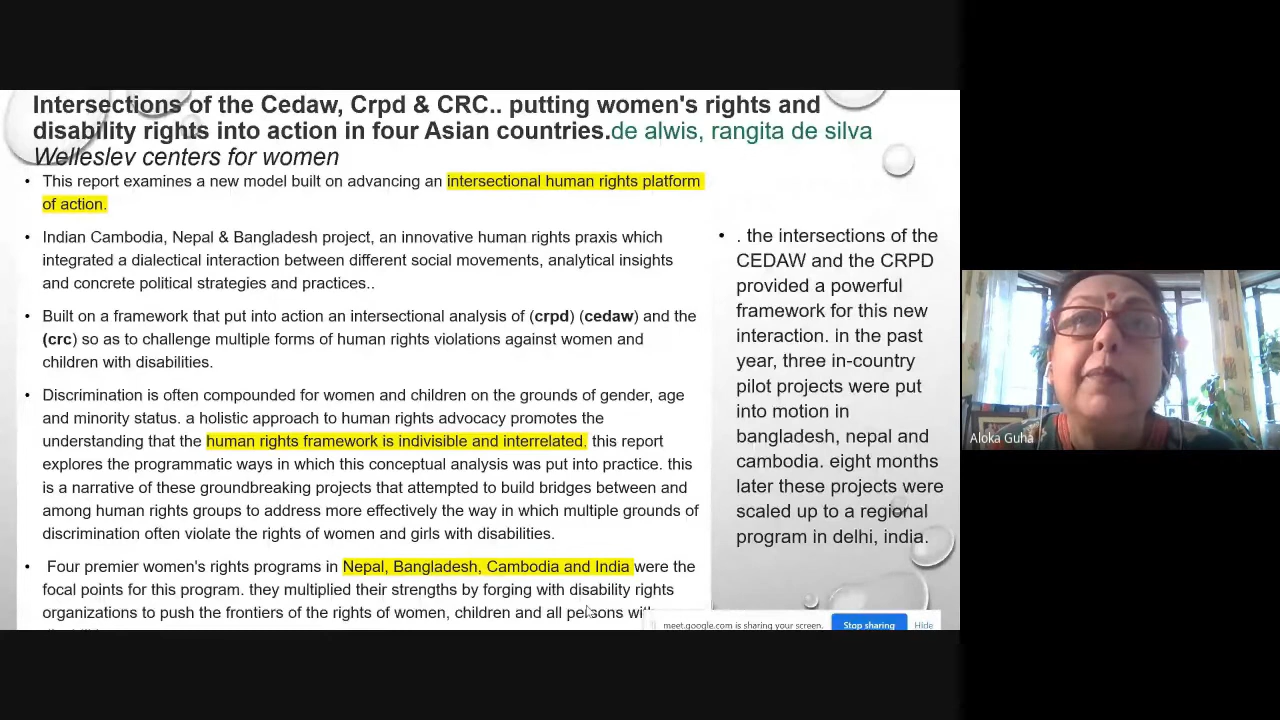 Intersections of the Cedaw, Crpd & CRC.. putting women's rights and
disability rights into action in four Asian countries.de alwis, rangita de silva
Wellesley centers for women
• This report examines a new model built on advancing an intersectional human rights platform
of action.
• Indian Cambodia, Nepal & Bangladesh project, an innovative human rights praxis which
integrated a dialectical interaction between different social movements, analytical insights
and concrete political strategies and practices..
• Built on a framework that put into action an intersectional analysis of (crpd) (cedaw) and the
(crc) so as to challenge multiple forms of human rights violations against women and
children with disabilities.
• Discrimination is often compounded for women and children on the grounds of gender, age
and minority status. a holistic approach to human rights advocacy promotes the
understanding that the human rights framework is indivisible and interrelated. this report
explores the programmatic ways in which this conceptual analysis was put into practice. this
is a narrative of these groundbreaking projects that attempted to build bridges between and
among human rights groups to address more effectively the way in which multiple grounds of
discrimination often violate the rights of women and girls with disabilities.
• Four premier women's rights programs in Nepal, Bangladesh, Cambodia and India were the
focal points for this program. they multiplied their strengths by forging with disability rights
organizations to push the frontiers of the rights of women, children and all persons
• . the intersections of the
CEDAW and the CRPD
provided a powerful
framework for this new
interaction. in the past
year, three in-country
pilot projects were put
into motion in
bangladesh, nepal and
cambodia. eight months
later these projects were
scaled up to a regional
program in delhi, india.
meet.google.com is sharing your screen.
Stop sharing
Hide
Aloka Guha